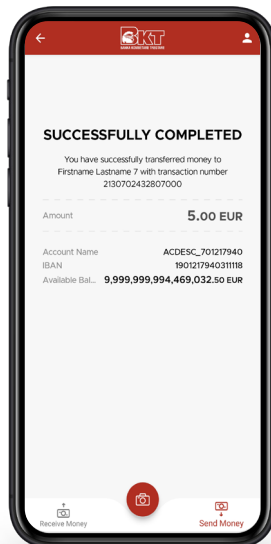 BKT
BANKA KOMBETARE TREGTARE
SUCCESSFULLY COMPLETED
You have successfully transferred money to
Firstname Lastname 7 with transaction number
2130702432807000
Amount 5.00 EUR
Account Name ACDESC_701217940
IBAN 1901217940311118
Available Bal... 9,999,999,994,469,032.50 EUR
Receive Money
Send Money